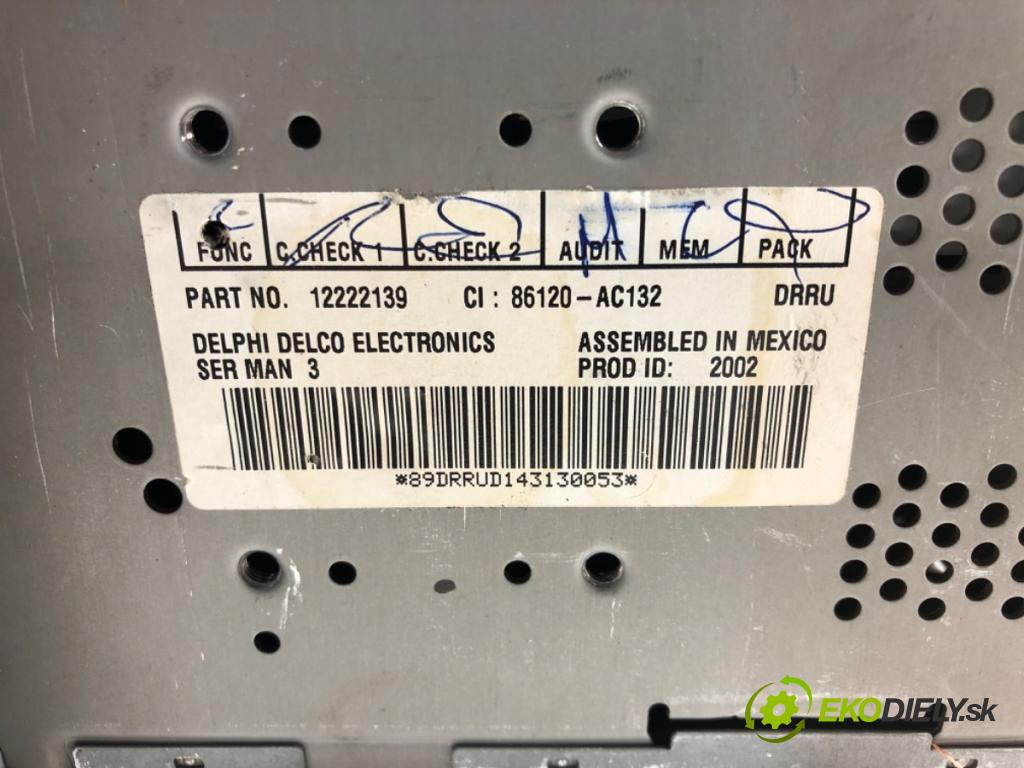 FUNC C.CHECK 1 C.CHECK 2 AUDIT MEM PACK
PART NO. 12222139 CI : 86120-AC132 DRRU
DELPHI DELCO ELECTRONICS ASSEMBLED IN MEXICO
SER MAN 3 PROD ID: 2002
*89DRRUD143130053*
EKODIELY.sk